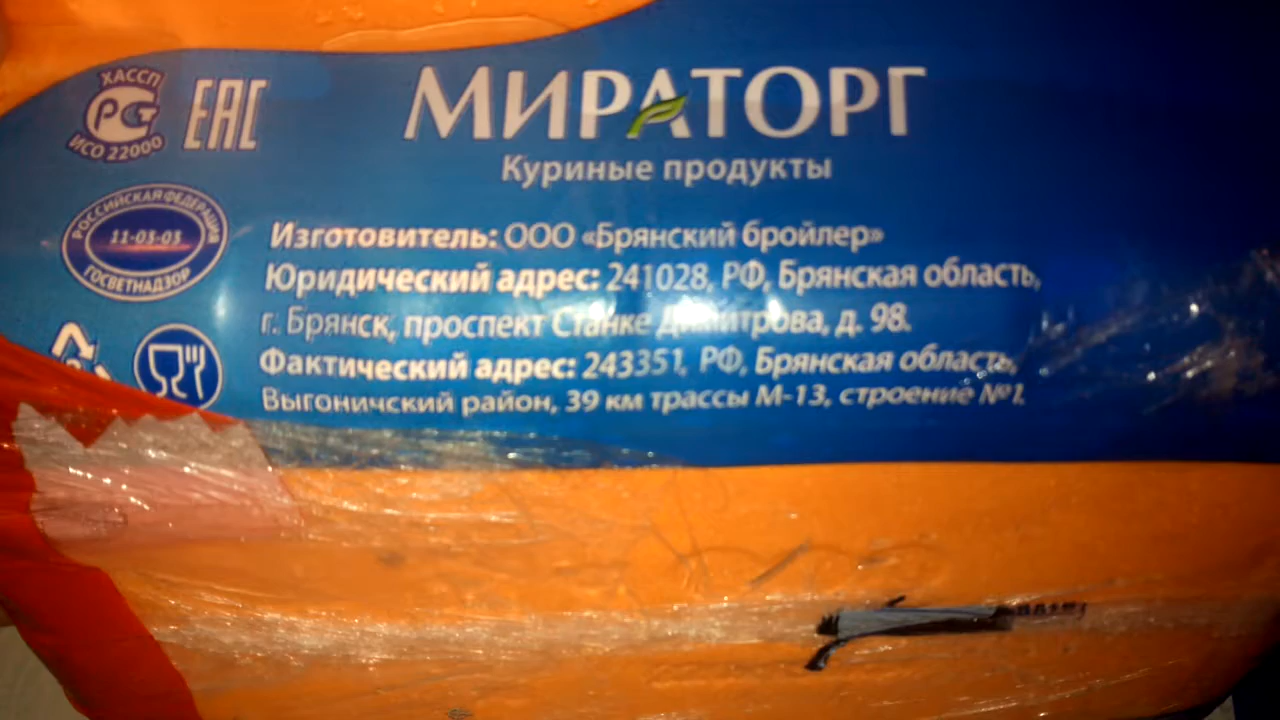 ХАССП
РСТ
ИСО 22000
ЕАС
МИРАТОРГ
Куриные продукты
РОССИЙСКАЯ ФЕДЕРАЦИЯ
11-03-03
ГОСВЕТНАДЗОР
Изготовитель: ООО «Брянский бройлер»
Юридический адрес: 241028, РФ, Брянская область,
г. Брянск, проспект Станке Димитрова, д. 98.
Фактический адрес: 243351, РФ, Брянская область,
Выгоничский район, 39 км трассы М-13, строение №1.